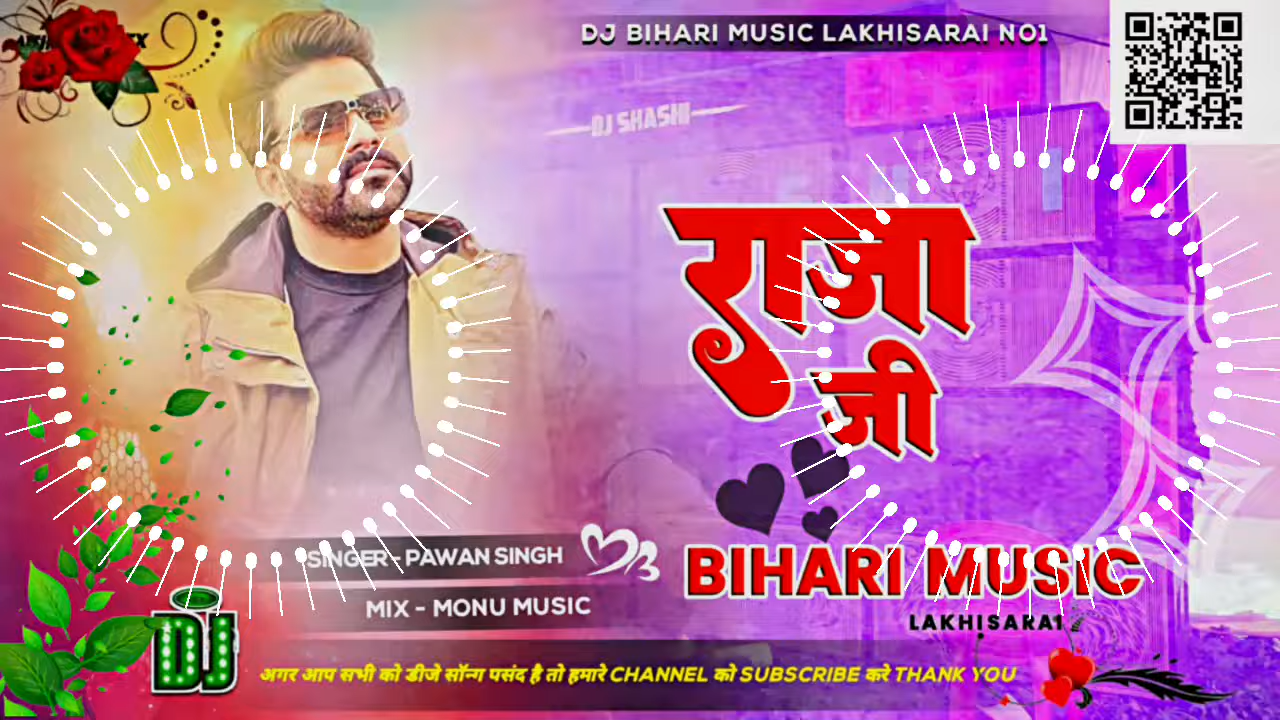 DJ BIHARI MUSIC LAKHISARAI NO1
DJ SHASHI
राजा
जी
SINGER- PAWAN SINGH
BIHARI MUSIC
MIX - MONU MUSIC
LAKHISARAI
DJ
अगर आप सभी को डीजे सॉन्ग पसंद है तो हमारे CHANNEL को SUBSCRIBE करे THANK YOU